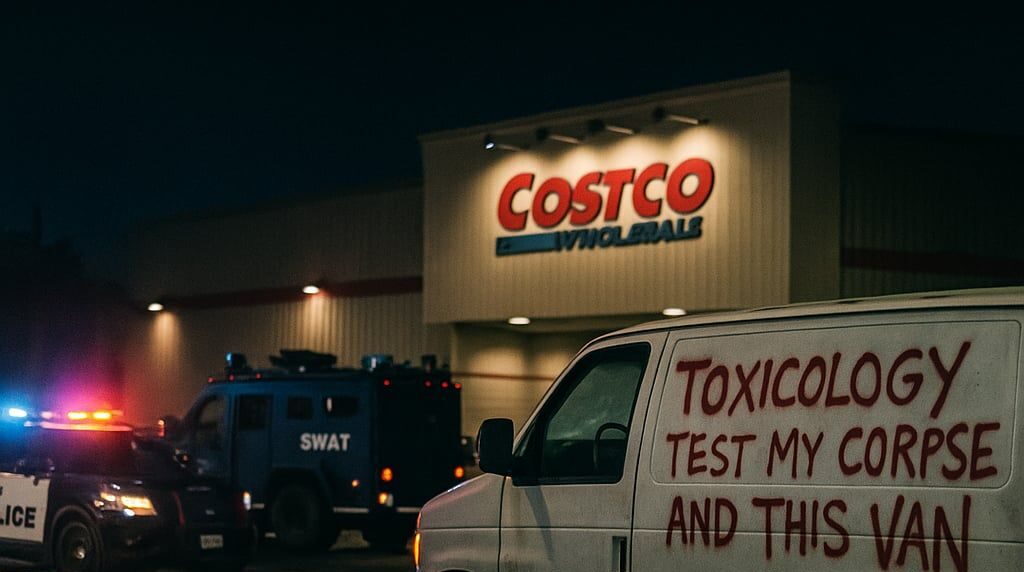 COSTCO
WHOLERALS
SWAT
LICE
TOXICOLOGY
TEST MY CORPSE
AND THIS VAN